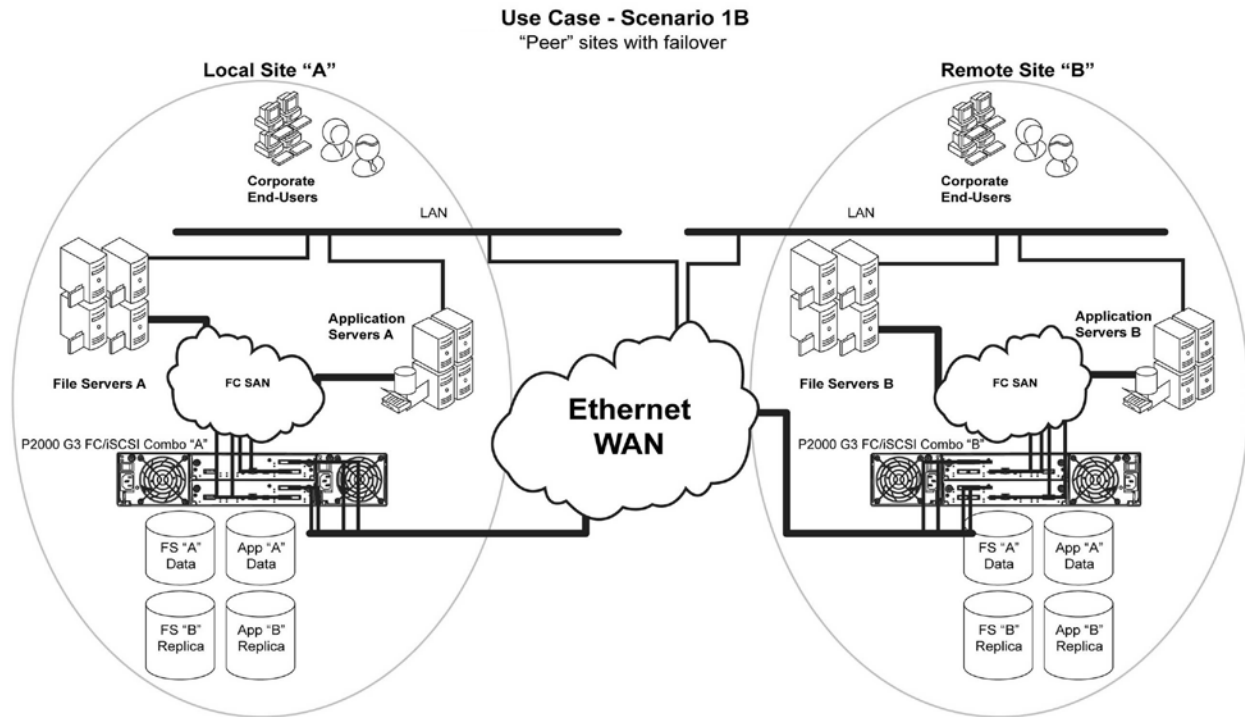 Use Case - Scenario 1B
“Peer” sites with failover
Local Site “A”
Remote Site “B”
Corporate
End-Users
Corporate
End-Users
LAN
LAN
Application
Servers A
Application
Servers B
File Servers A
FC SAN
File Servers B
FC SAN
Ethernet
WAN
P2000 G3 FC/iSCSI Combo “A”
P2000 G3 FC/iSCSI Combo “B”
FS “A”
Data
App “A”
Data
FS “A”
Data
App “A”
Data
FS “B”
Replica
App “B”
Replica
FS “B”
Replica
App “B”
Replica